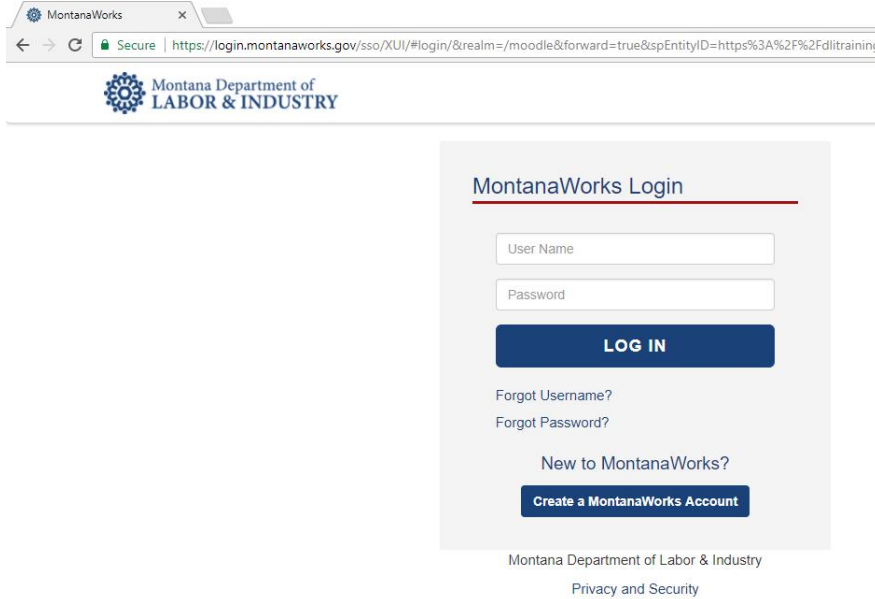 MontanaWorks
Secure | https://login.montanaworks.gov/sso/XUI/#login/&realm=/moodle&forward=true&spEntityID=https%3A%2F%2Fdlitraining
Montana Department of
LABOR & INDUSTRY
MontanaWorks Login
User Name
Password
LOG IN
Forgot Username?
Forgot Password?
New to MontanaWorks?
Create a MontanaWorks Account
Montana Department of Labor & Industry
Privacy and Security